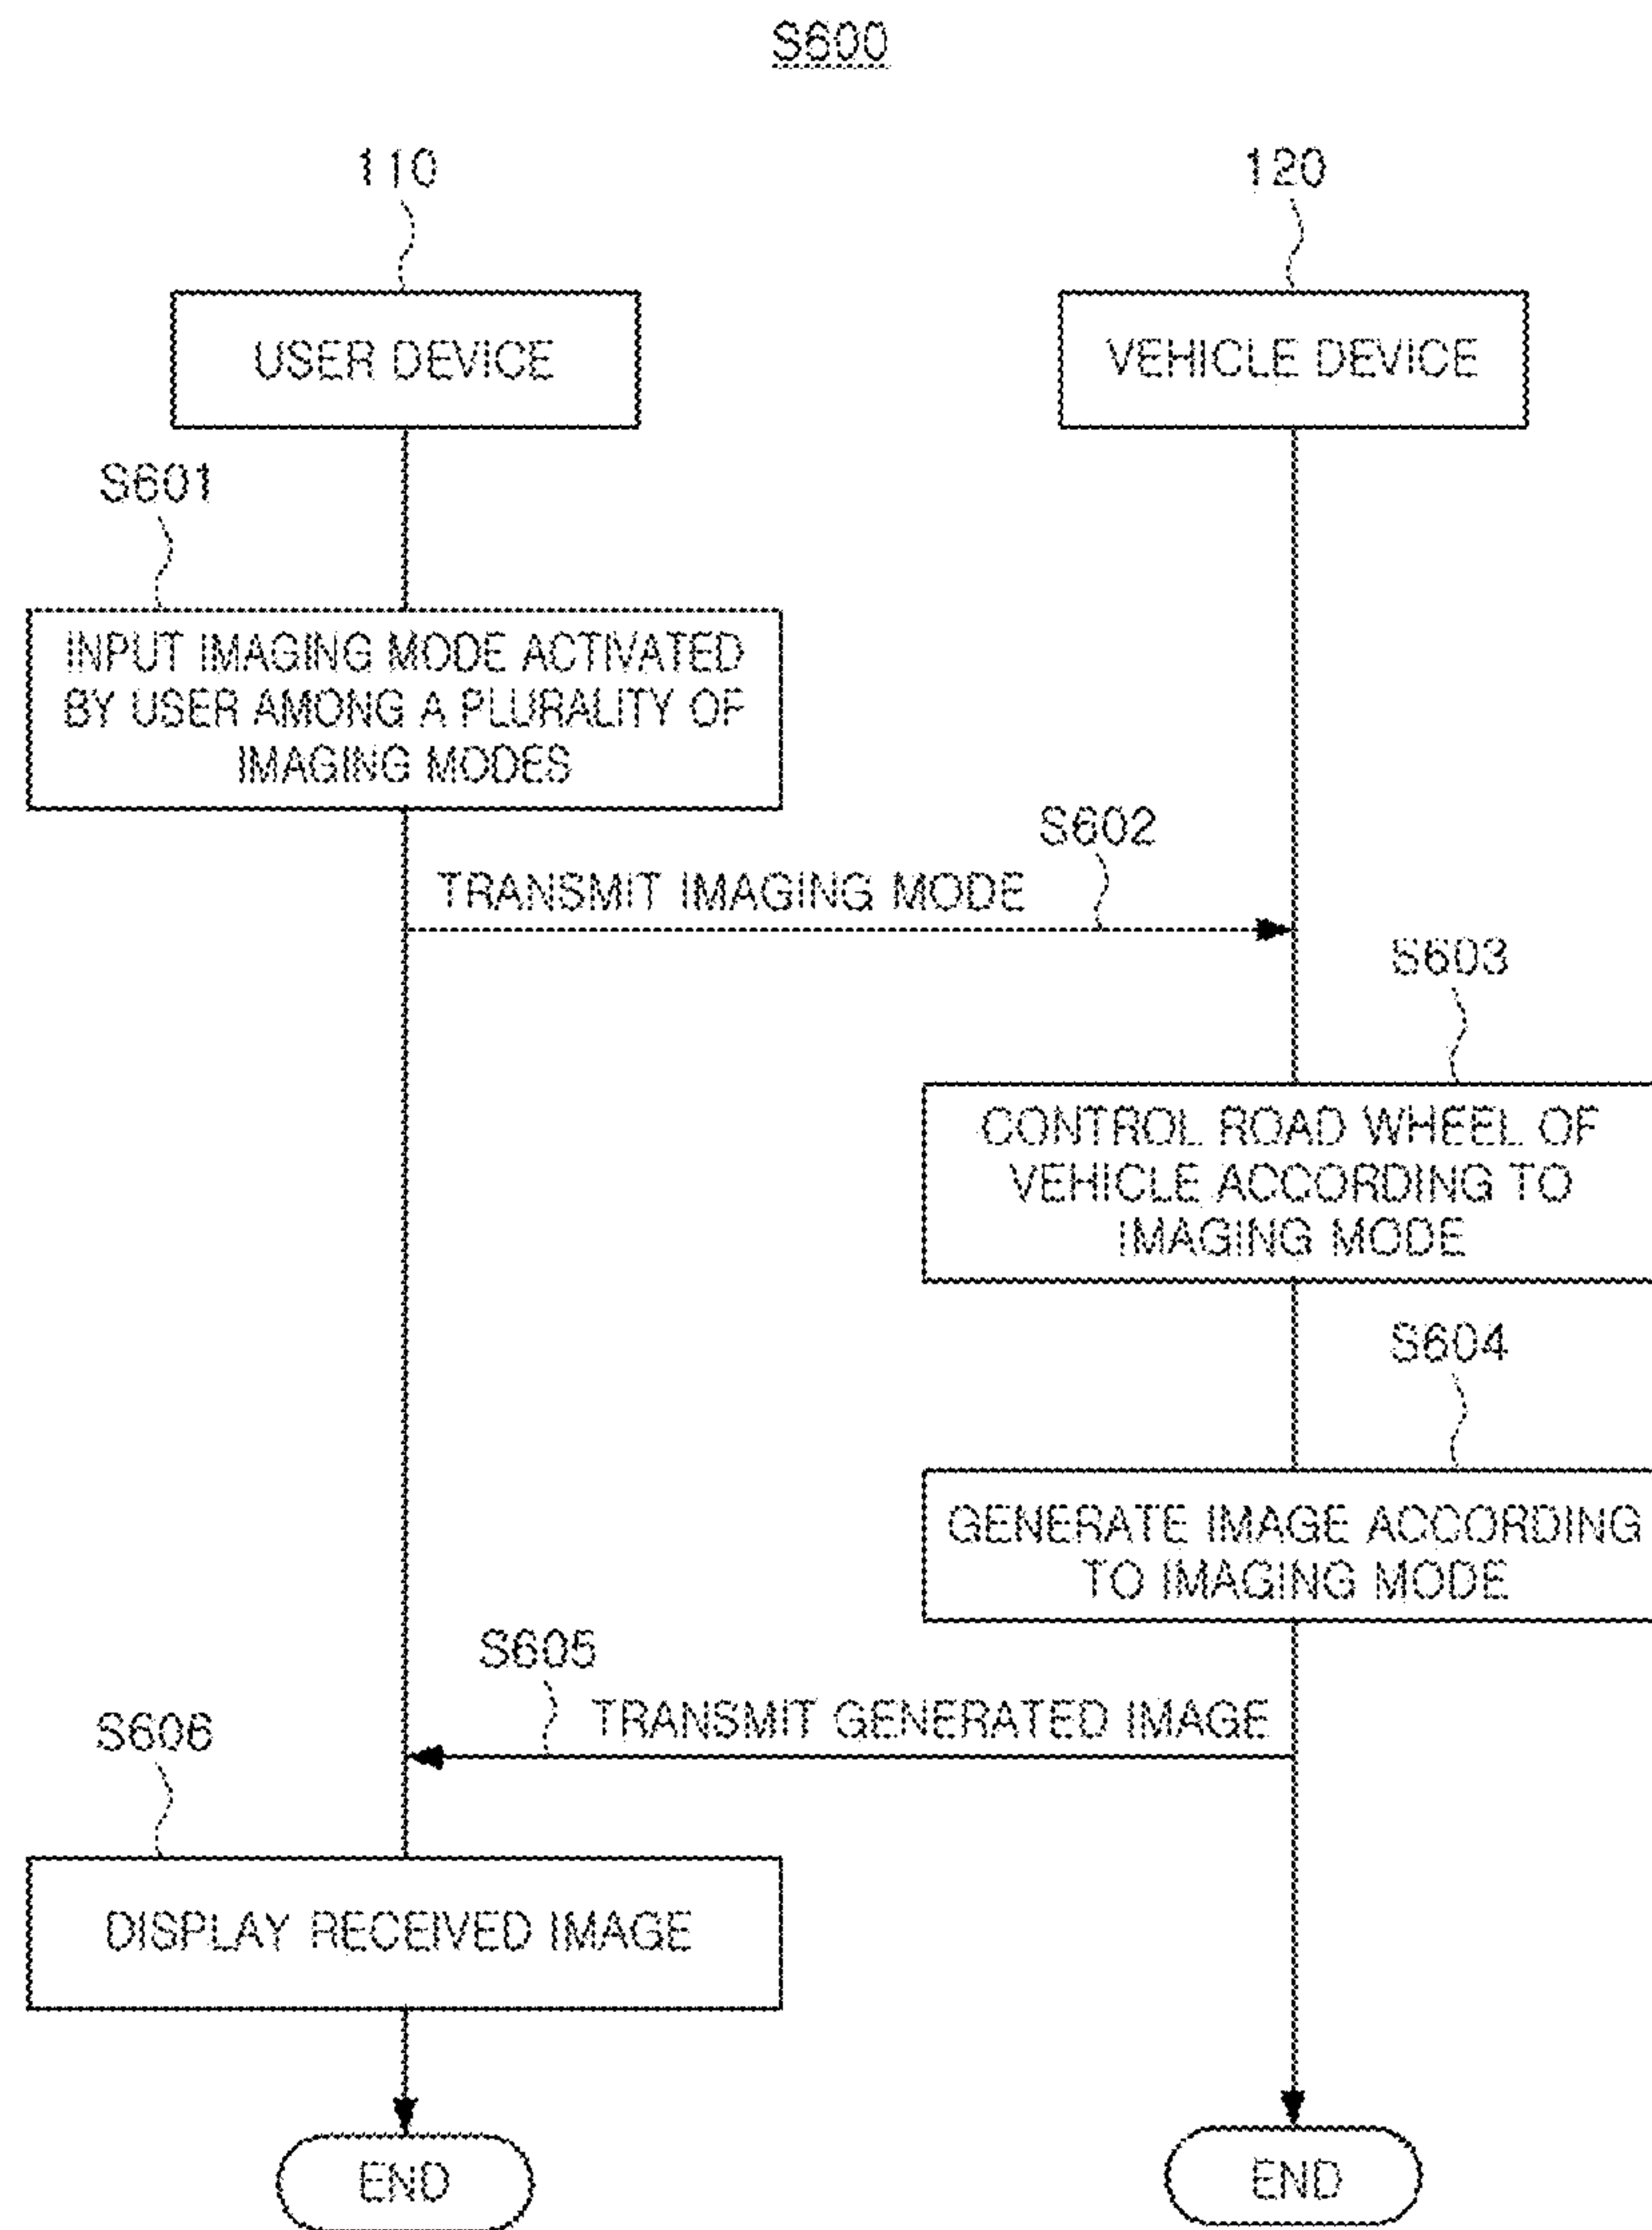 S600
110
120
USER DEVICE
VEHICLE DEVICE
S601
INPUT IMAGING MODE ACTIVATED
BY USER AMONG A PLURALITY OF
IMAGING MODES
S602
TRANSMIT IMAGING MODE
S603
CONTROL ROAD WHEEL OF
VEHICLE ACCORDING TO
IMAGING MODE
S604
GENERATE IMAGE ACCORDING
TO IMAGING MODE
S605
TRANSMIT GENERATED IMAGE
S606
DISPLAY RECEIVED IMAGE
END
END